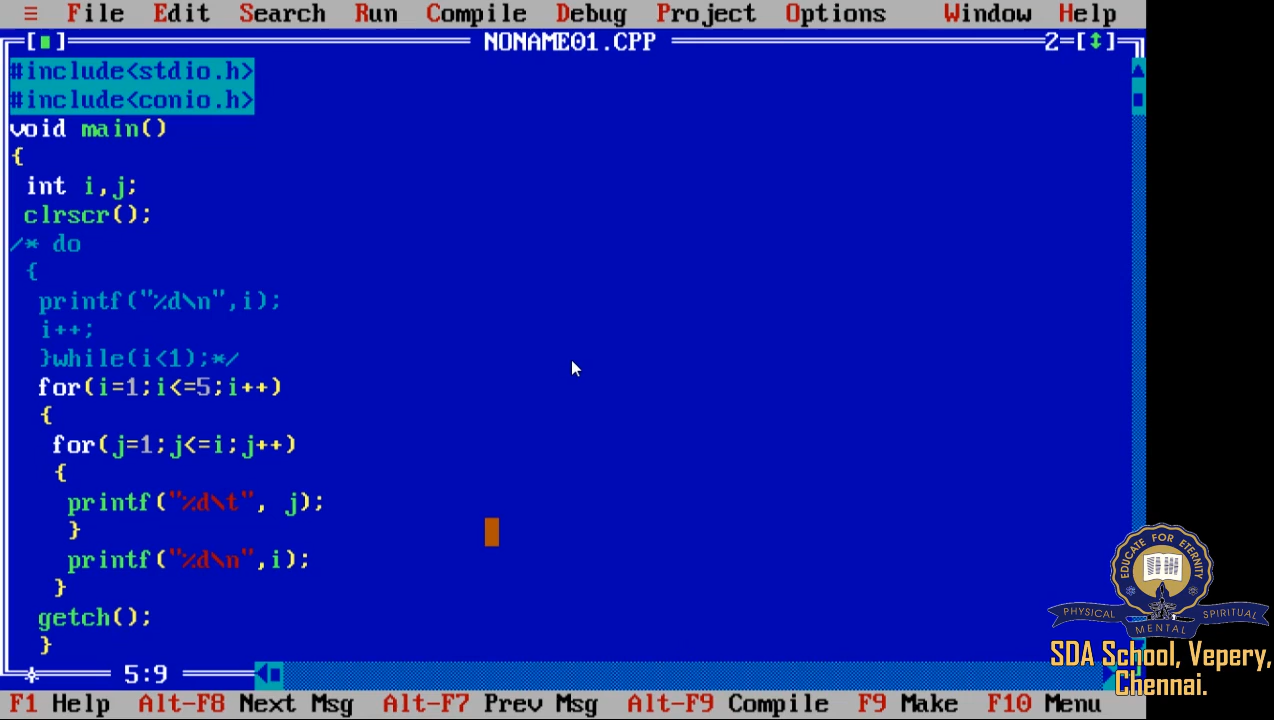 ≡ File Edit Search Run Compile Debug Project Options Window Help
[■] NONAME01.CPP 2=[↕]
#include<stdio.h>
#include<conio.h>
void main()
{
int i,j;
clrscr();
/* do
{
printf("%d\n",i);
i++;
}while(i<1);*/
for(i=1;i<=5;i++)
{
for(j=1;j<=i;j++)
{
printf("%d\t", j);
}
printf("%d\n",i);
}
getch();
}
5:9
F1 Help Alt-F8 Next Msg Alt-F7 Prev Msg Alt-F9 Compile F9 Make F10 Menu
EDUCATE FOR ETERNITY
PHYSICAL MENTAL SPIRITUAL
SDA School, Vepery,
Chennai.